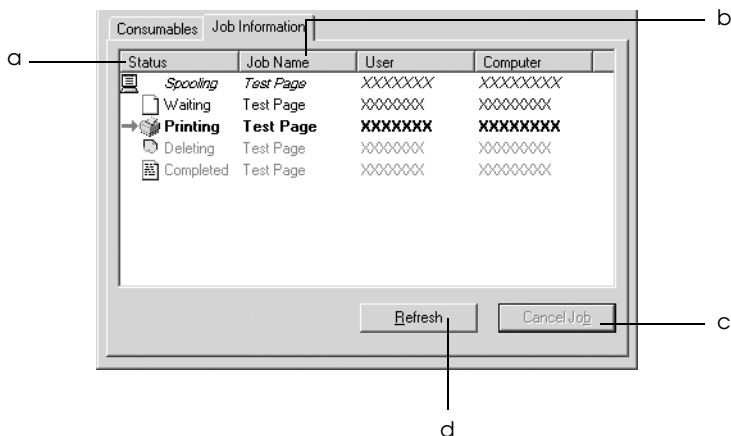 Consumables Job Information
b
a
Status Job Name User Computer
Spooling Test Page XXXXXXX XXXXXXXX
Waiting Test Page XXXXXXX XXXXXXXX
Printing Test Page XXXXXXX XXXXXXXX
Deleting Test Page XXXXXXX XXXXXXXX
Completed Test Page XXXXXXX XXXXXXXX
Refresh Cancel Job
c
d